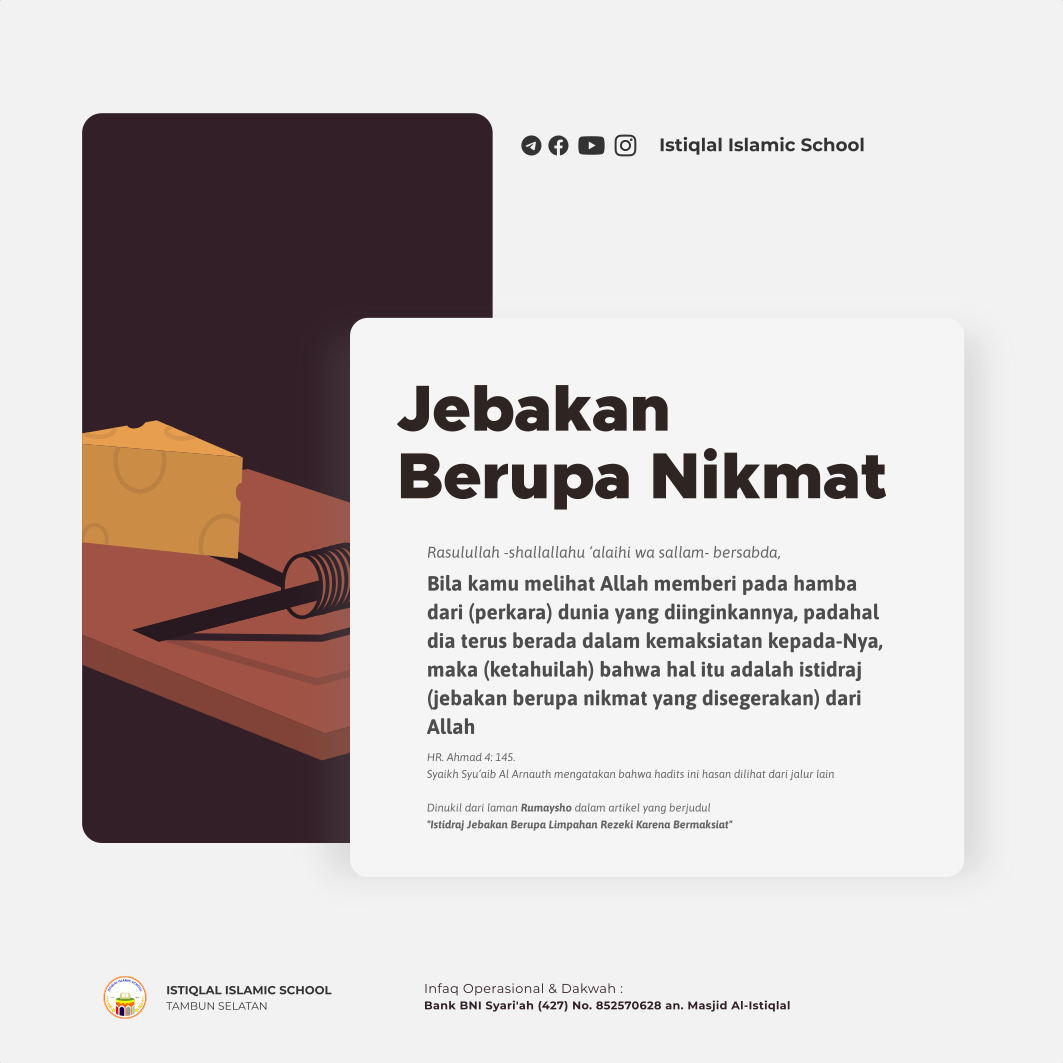 Istiqlal Islamic School
Jebakan
Berupa Nikmat
Rasulullah -shallallahu ‘alaihi wa sallam- bersabda,
Bila kamu melihat Allah memberi pada hamba
dari (perkara) dunia yang diinginkannya, padahal
dia terus berada dalam kemaksiatan kepada-Nya,
maka (ketahuilah) bahwa hal itu adalah istidraj
(jebakan berupa nikmat yang disegerakan) dari
Allah
HR. Ahmad 4: 145.
Syaikh Syu’aib Al Arnauth mengatakan bahwa hadits ini hasan dilihat dari jalur lain
Dinukil dari laman Rumaysho dalam artikel yang berjudul
"Istidraj Jebakan Berupa Limpahan Rezeki Karena Bermaksiat"
ISTIQLAL ISLAMIC SCHOOL
TAMBUN SELATAN
Infaq Operasional & Dakwah :
Bank BNI Syari'ah (427) No. 852570628 an. Masjid Al-Istiqlal